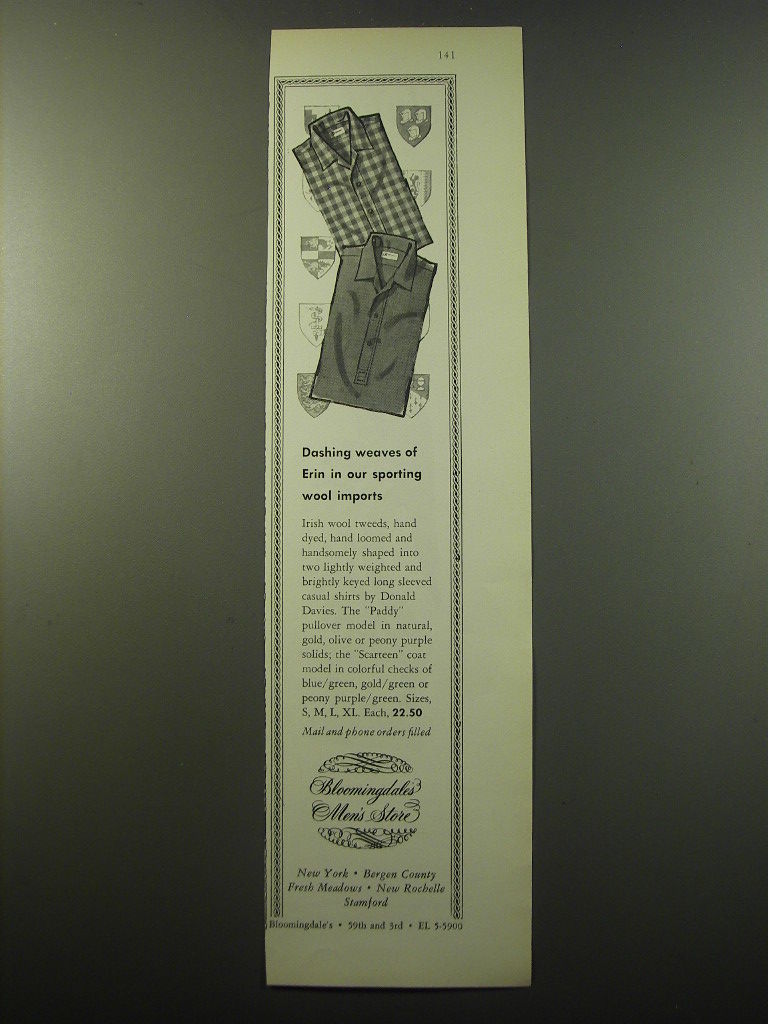 141
Dashing weaves of
Erin in our sporting
wool imports
Irish wool tweeds, hand
dyed, hand loomed and
handsomely shaped into
two lightly weighted and
brightly keyed long sleeved
casual shirts by Donald
Davies. The "Paddy"
pullover model in natural,
gold, olive or peony purple
solids; the "Scarteen" coat
model in colorful checks of
blue/green, gold/green or
peony purple/green. Sizes,
S, M, L, XL. Each, 22.50
Mail and phone orders filled
Bloomingdale's
Men's Store
New York • Bergen County
Fresh Meadows • New Rochelle
Stamford
Bloomingdale's • 59th and 3rd • EL 5-5900